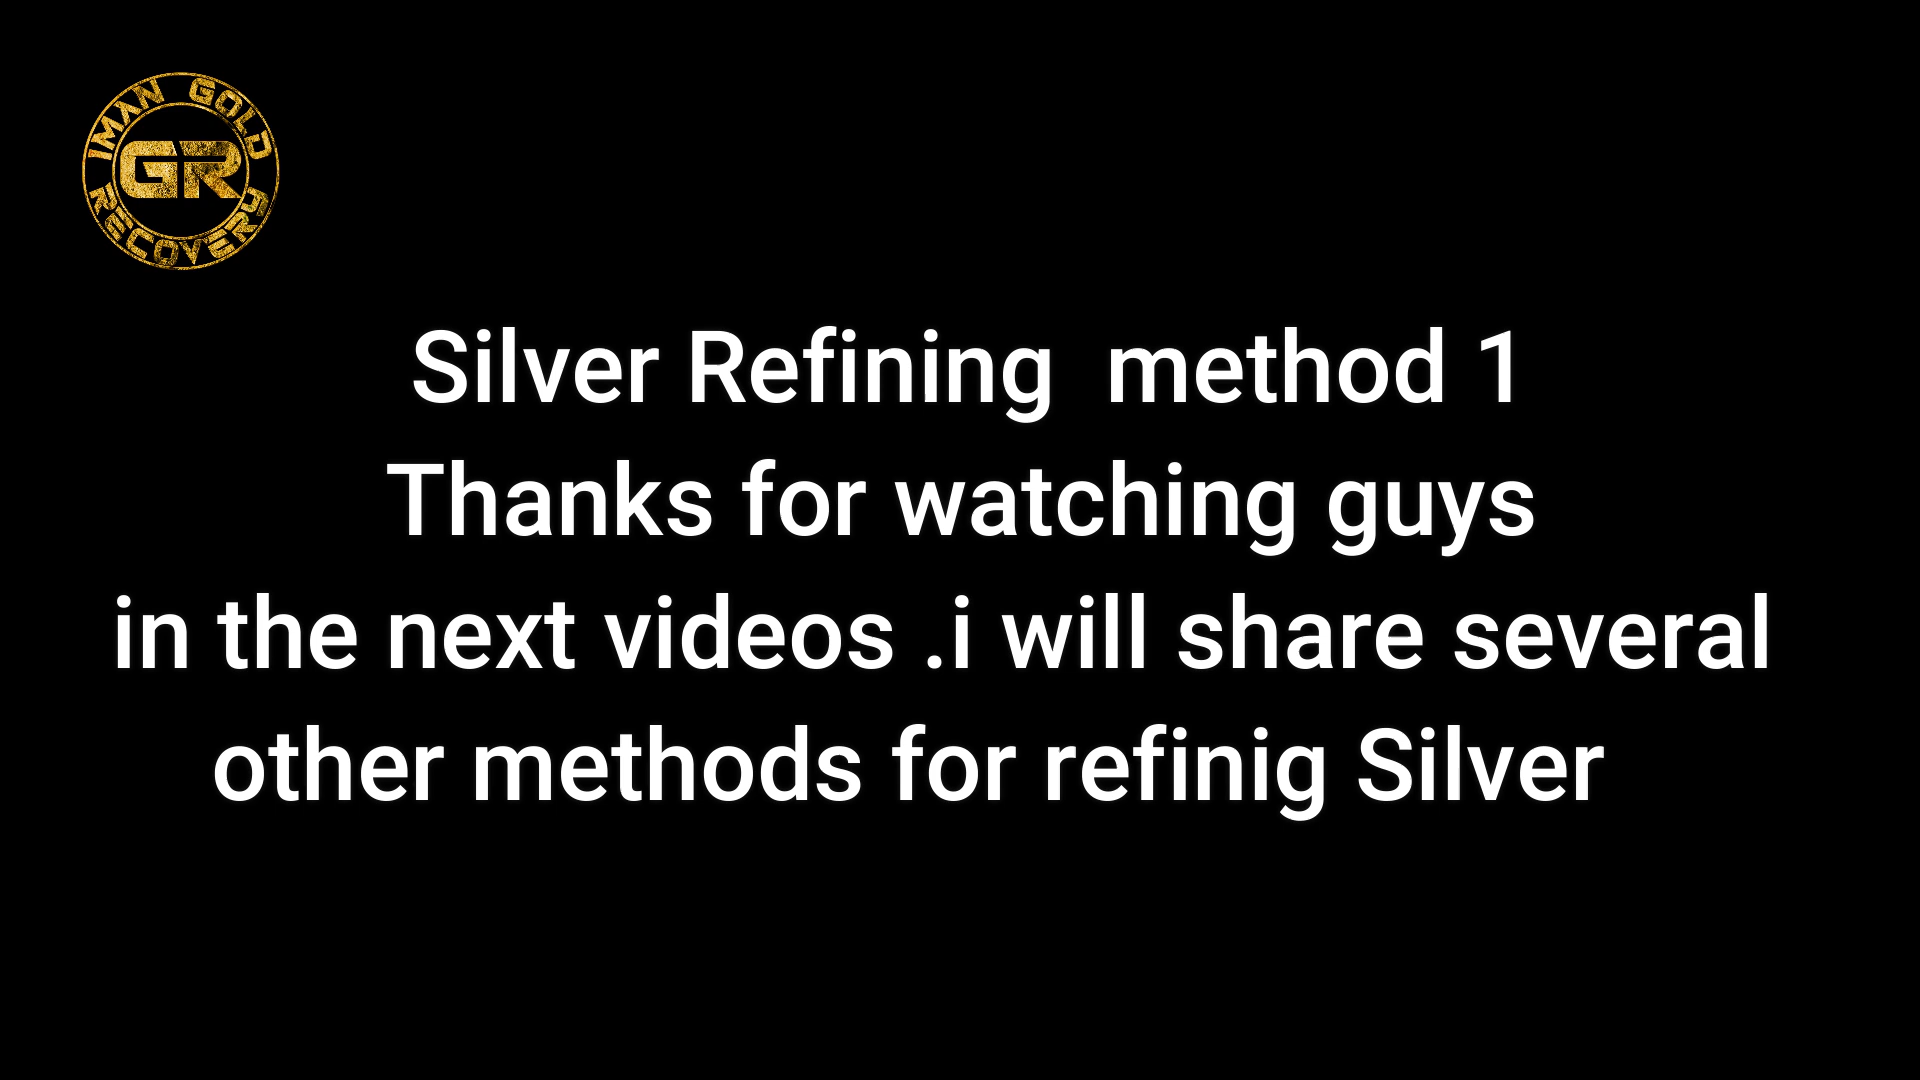 IMAN GOLD
GR
RECOVERY
Silver Refining  method 1
Thanks for watching guys
in the next videos .i will share several
other methods for refinig Silver